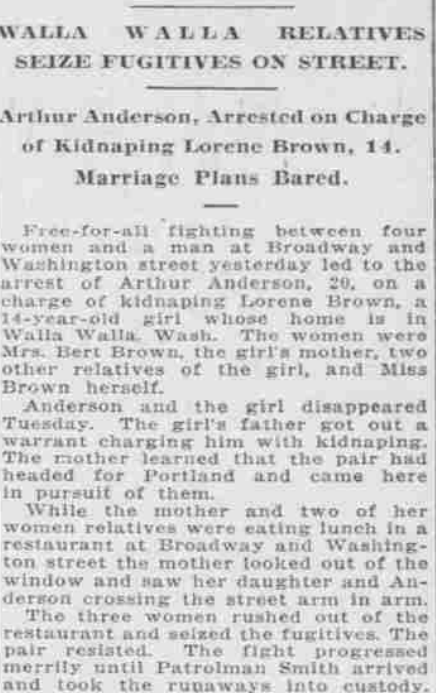 WALLA WALLA RELATIVES
SEIZE FUGITIVES ON STREET.
Arthur Anderson, Arrested on Charge
of Kidnaping Lorene Brown, 14.
Marriage Plans Bared.
Free-for-all fighting between four
women and a man at Broadway and
Washington street yesterday led to the
arrest of Arthur Anderson, 20, on a
charge of kidnaping Lorene Brown, a
14-year-old girl whose home is in
Walla Walla, Wash. The women were
Mrs. Bert Brown, the girl's mother, two
other relatives of the girl, and Miss
Brown herself.
Anderson and the girl disappeared
Tuesday. The girl's father got out a
warrant charging him with kidnaping.
The mother learned that the pair had
headed for Portland and came here
in pursuit of them.
While the mother and two of her
women relatives were eating lunch in a
restaurant at Broadway and Washing-
ton street the mother looked out of the
window and saw her daughter and An-
derson crossing the street arm in arm.
The three women rushed out of the
restaurant and seized the fugitives. The
pair resisted. The fight progressed
merrily until Patrolman Smith arrived
and took the runaways into custody.